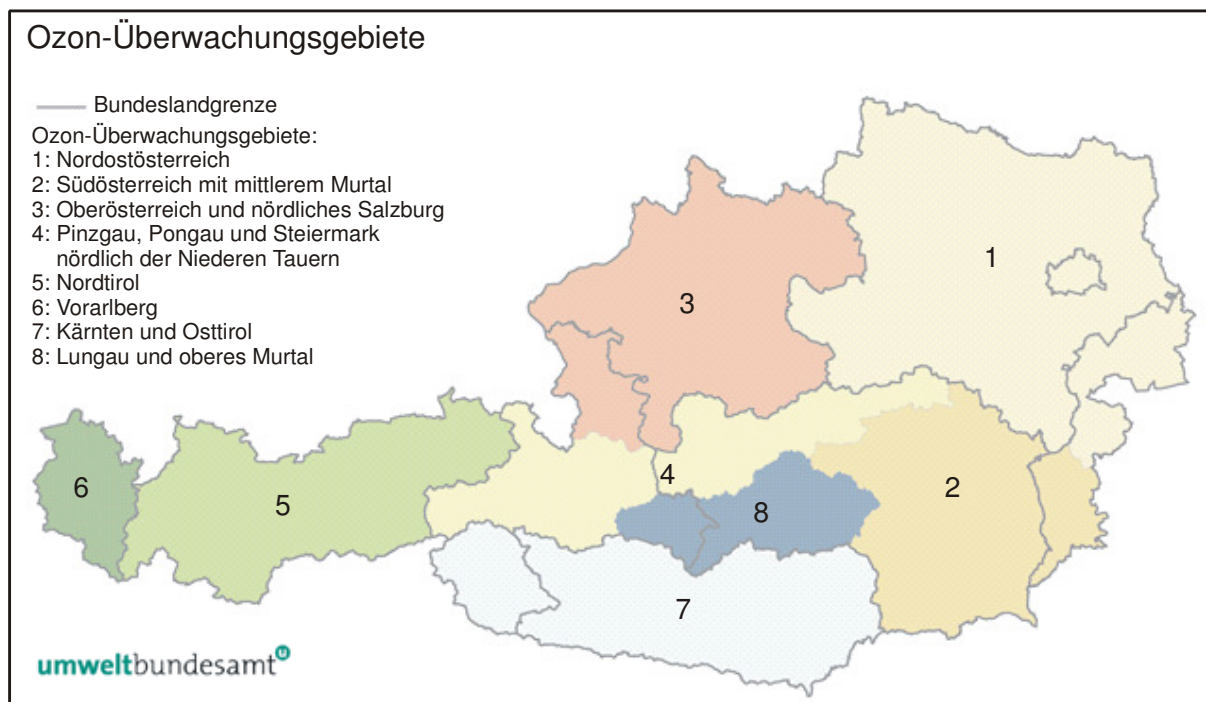 Ozon-Überwachungsgebiete
Bundeslandgrenze
Ozon-Überwachungsgebiete:
1: Nordostösterreich
2: Südösterreich mit mittlerem Murtal
3: Oberösterreich und nördliches Salzburg
4: Pinzgau, Pongau und Steiermark
nördlich der Niederen Tauern
5: Nordtirol
6: Vorarlberg
7: Kärnten und Osttirol
8: Lungau und oberes Murtal
1
3
4
2
6
5
8
7
umweltbundesamt u